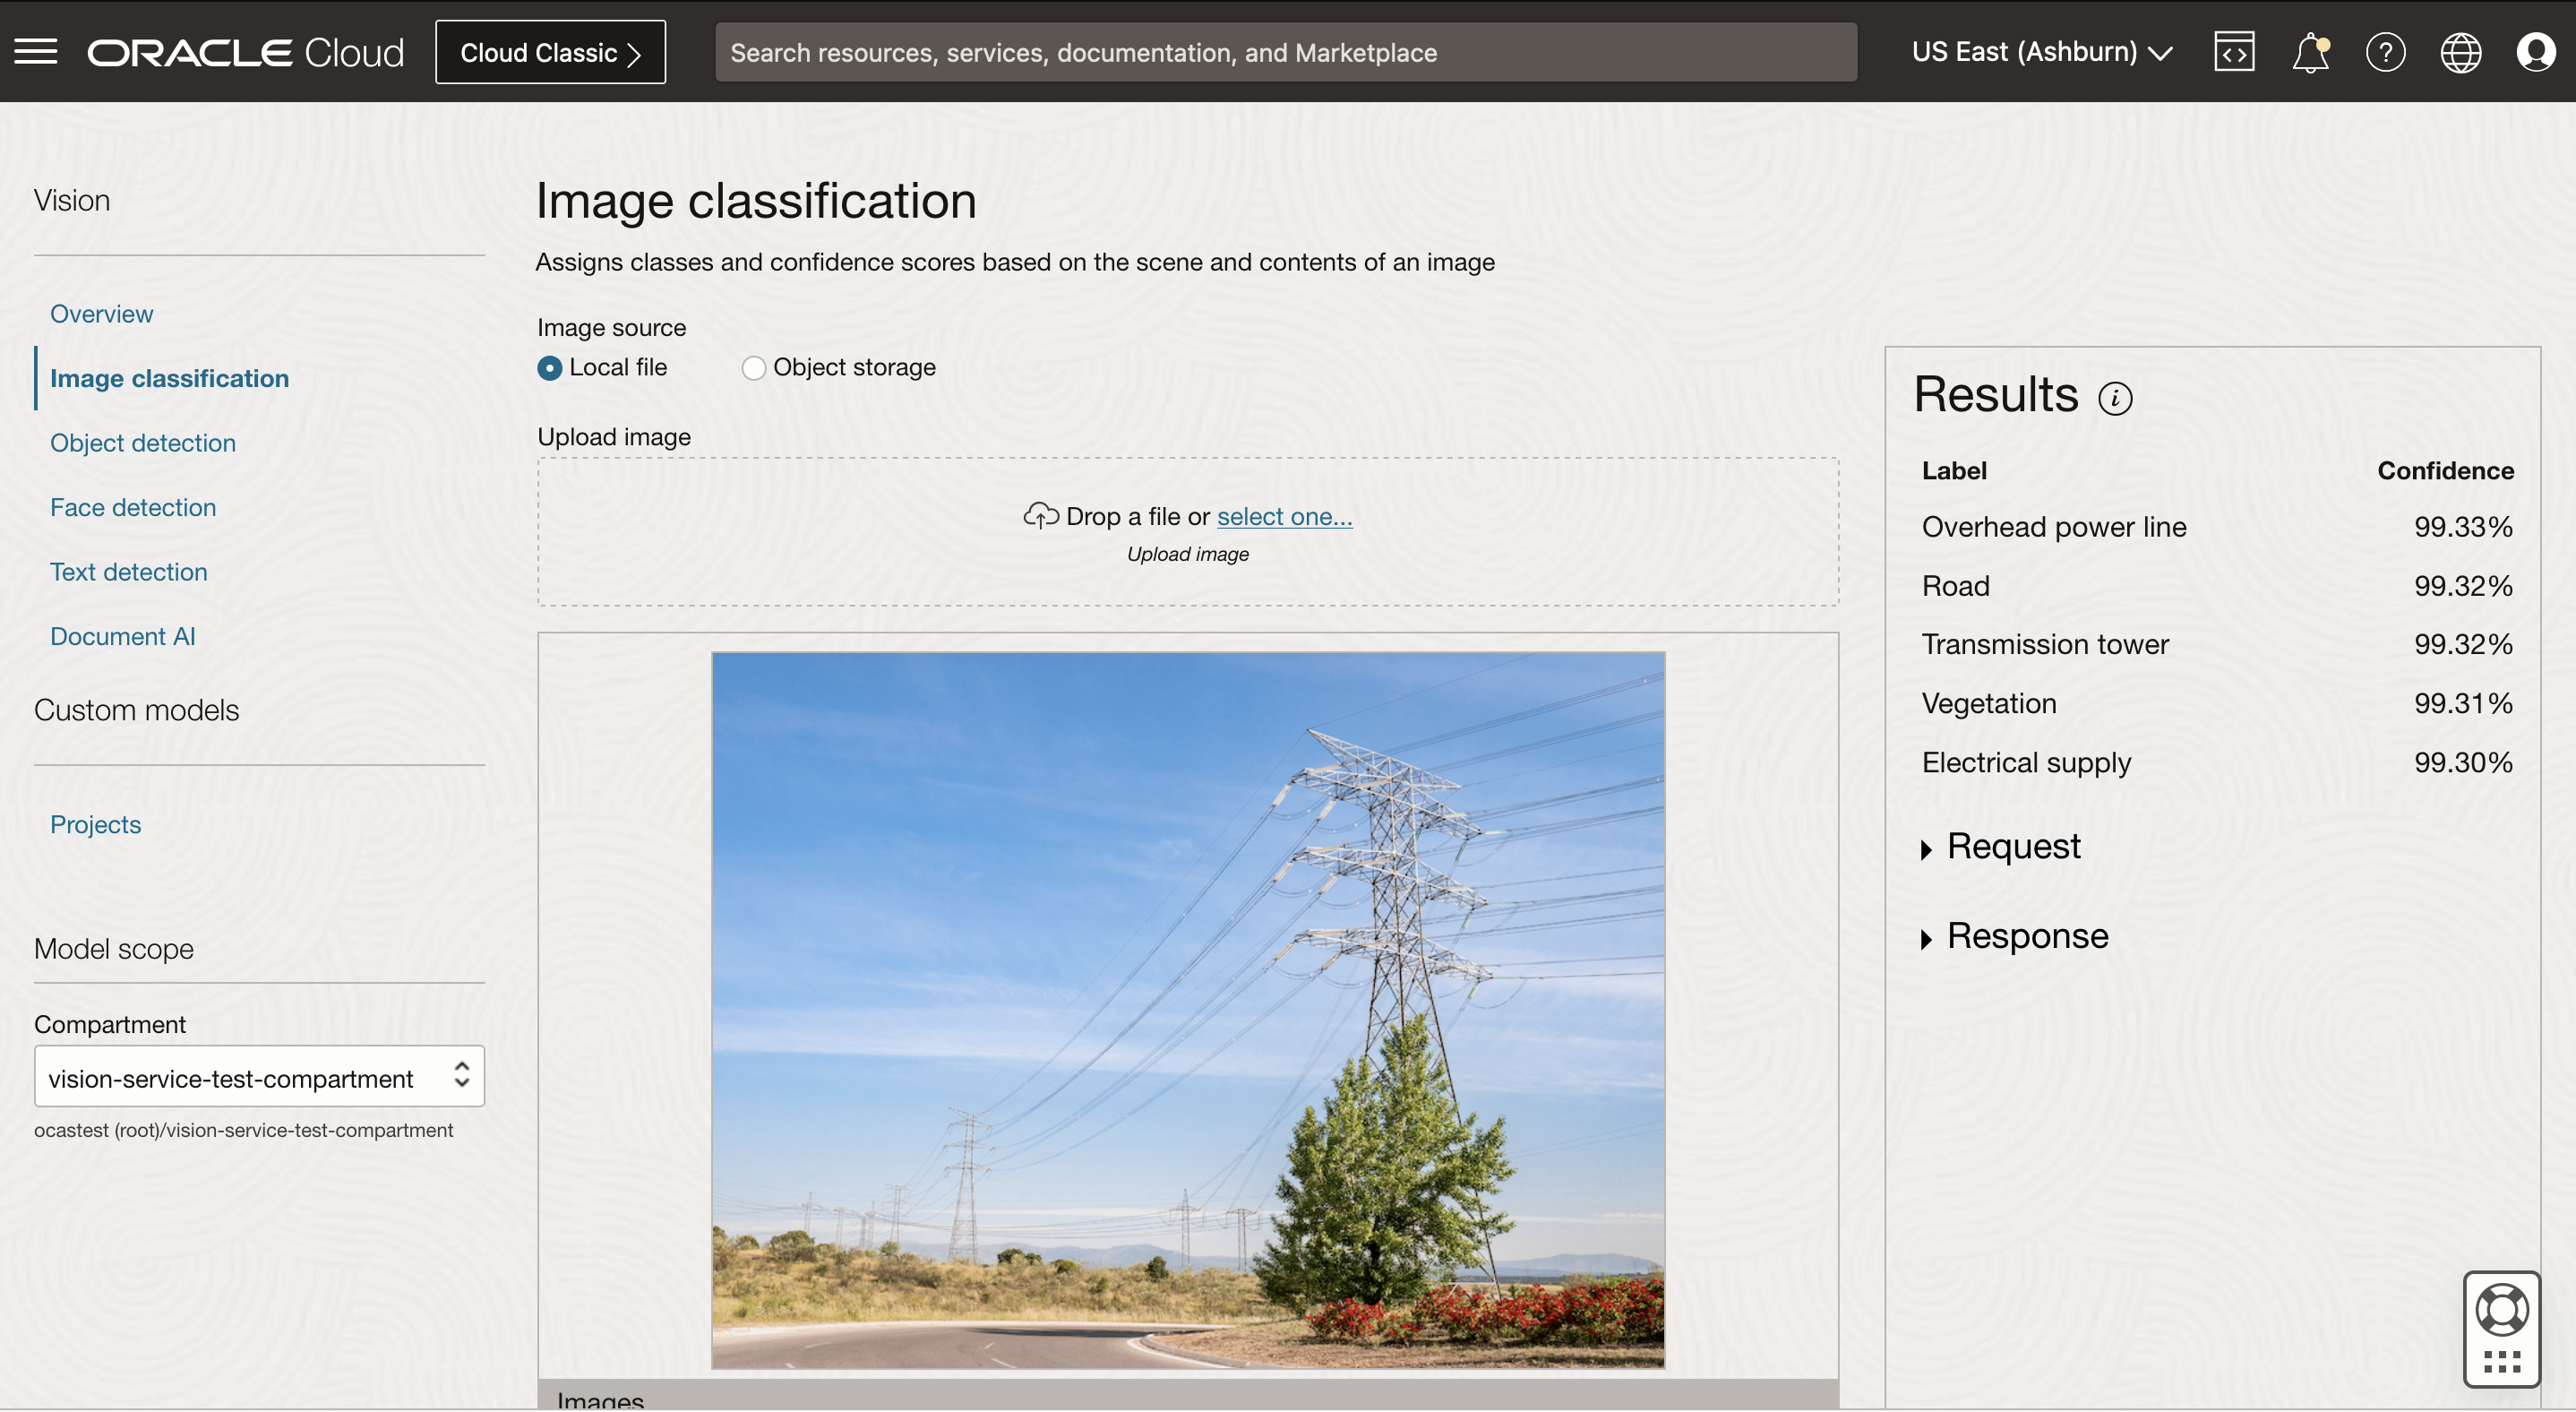 ORACLE Cloud
Cloud Classic
Search resources, services, documentation, and Marketplace
US East (Ashburn)
Vision
Overview
Image classification
Object detection
Face detection
Text detection
Document AI
Custom models
Projects
Model scope
Compartment
vision-service-test-compartment
ocastest (root)/vision-service-test-compartment
Image classification
Assigns classes and confidence scores based on the scene and contents of an image
Image source
Local file Object storage
Upload image
Drop a file or select one...
Upload image
Images
Results i
Label Confidence
Overhead power line 99.33%
Road 99.32%
Transmission tower 99.32%
Vegetation 99.31%
Electrical supply 99.30%
Request
Response